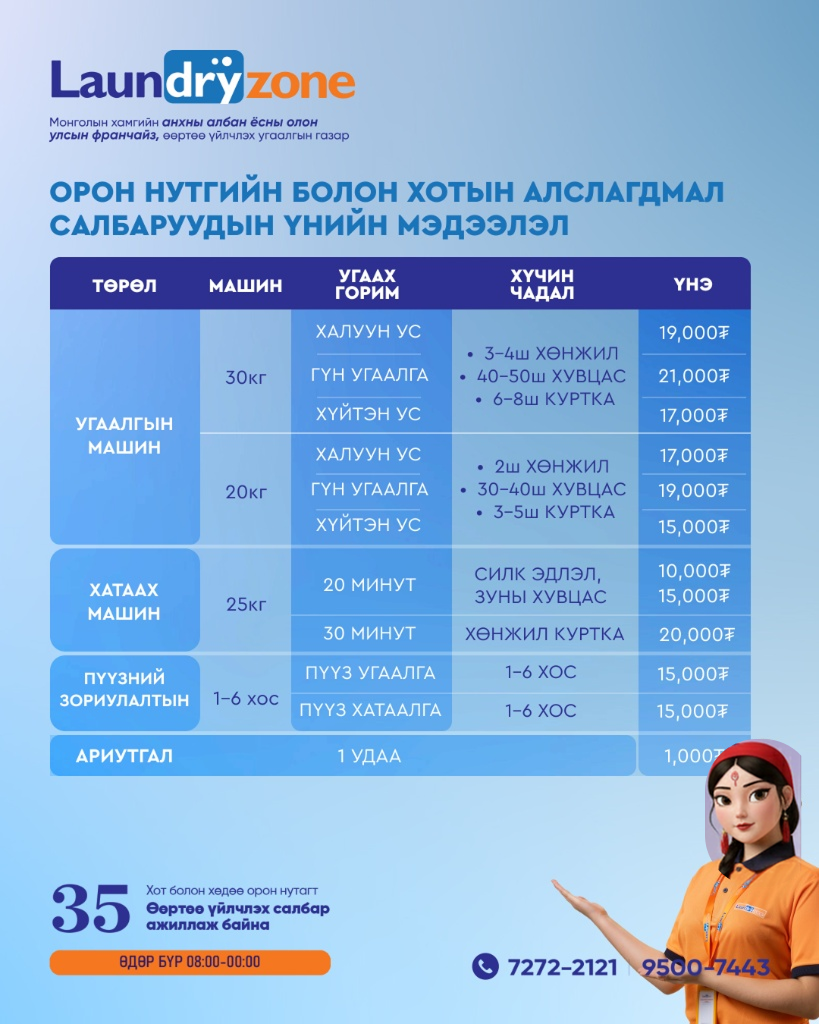 Laundrÿzone
Монголын хамгийн анхны албан ёсны олон
улсын франчайз, өөртөө үйлчлэх угаалгын газар
ОРОН НУТГИЙН БОЛОН ХОТЫН АЛСЛАГДМАЛ
САЛБАРУУДЫН ҮНИЙН МЭДЭЭЛЭЛ
ТӨРӨЛ МАШИН УГААХ ГОРИМ ХҮЧИН ЧАДАЛ ҮНЭ
УГААЛГЫН
МАШИН
30кг
ХАЛУУН УС 19,000₮
ГҮН УГААЛГА 21,000₮
ХҮЙТЭН УС 17,000₮
• 3-4ш ХӨНЖИЛ
• 40-50ш ХУВЦАС
• 6-8ш КУРТКА
20кг
ХАЛУУН УС 17,000₮
ГҮН УГААЛГА 19,000₮
ХҮЙТЭН УС 15,000₮
• 2ш ХӨНЖИЛ
• 30-40ш ХУВЦАС
• 3-5ш КУРТКА
ХАТААХ
МАШИН
25кг
20 МИНУТ
СИЛК ЭДЛЭЛ, 10,000₮
ЗУНЫ ХУВЦАС 15,000₮
30 МИНУТ ХӨНЖИЛ КУРТКА 20,000₮
ПҮҮЗНИЙ
ЗОРИУЛАЛТЫН
1-6 хос
ПҮҮЗ УГААЛГА 1-6 ХОС 15,000₮
ПҮҮЗ ХАТААЛГА 1-6 ХОС 15,000₮
АРИУТГАЛ 1 УДАА 1,000₮
35
Хот болон хөдөө орон нутагт
Өөртөө үйлчлэх салбар
ажиллаж байна
ӨДӨР БҮР 08:00-00:00
7272-2121 | 9500-7443